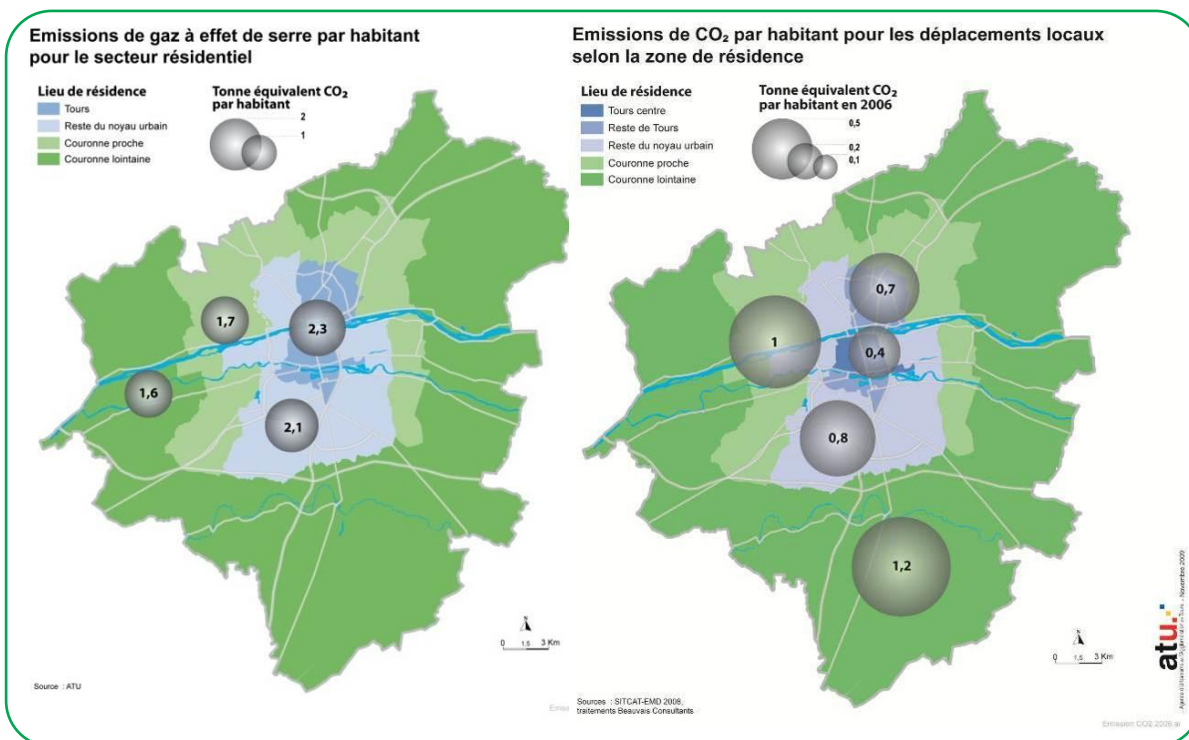 Emissions de gaz à effet de serre par habitant
pour le secteur résidentiel
Lieu de résidence
Tours
Reste du noyau urbain
Couronne proche
Couronne lointaine
Tonne équivalent CO₂
par habitant
2
1
1,7
2,3
1,6
2,1
N
0 1,5 3 Km
Source : ATU
Emissions de CO₂ par habitant pour les déplacements locaux
selon la zone de résidence
Lieu de résidence
Tours centre
Reste de Tours
Reste du noyau urbain
Couronne proche
Couronne lointaine
Tonne équivalent CO₂
par habitant en 2006
0,5
0,2
0,1
0,7
1
0,4
0,8
1,2
N
0 1,5 3 Km
atu.
Sources : SITCAT-EMD 2008,
traitements Beauvais Consultants